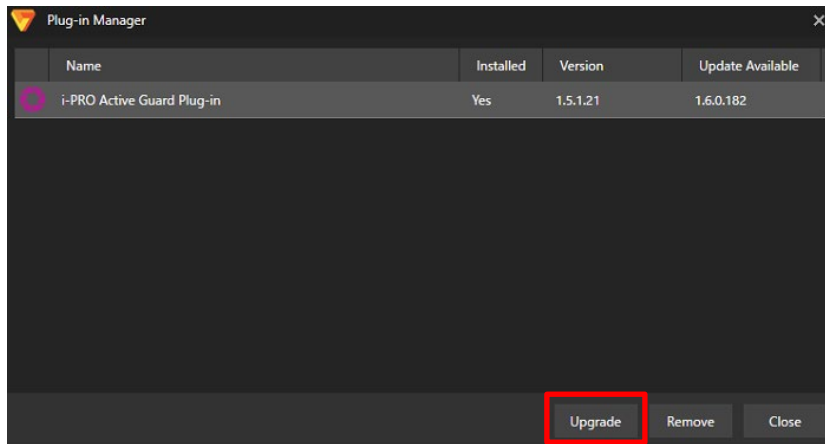 Plug-in Manager
Name Installed Version Update Available
i-PRO Active Guard Plug-in Yes 1.5.1.21 1.6.0.182
Upgrade Remove Close